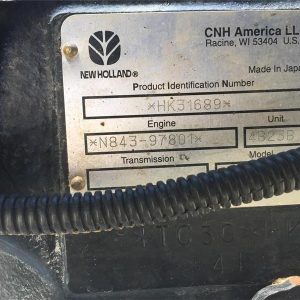 CNH America LL
Racine, WI 53404 U.S.
NEW HOLLAND®
Made in Japa
Product Identification Number
*HK31689*
Engine
Unit
*N843-97801*
Transmission
Model